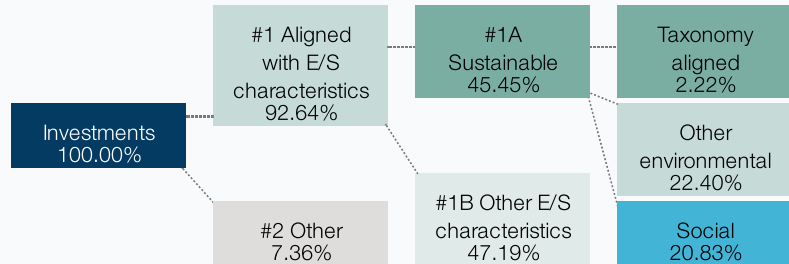 Investments
100.00%
#1 Aligned
with E/S
characteristics
92.64%
#2 Other
7.36%
#1A
Sustainable
45.45%
#1B Other E/S
characteristics
47.19%
Taxonomy
aligned
2.22%
Other
environmental
22.40%
Social
20.83%